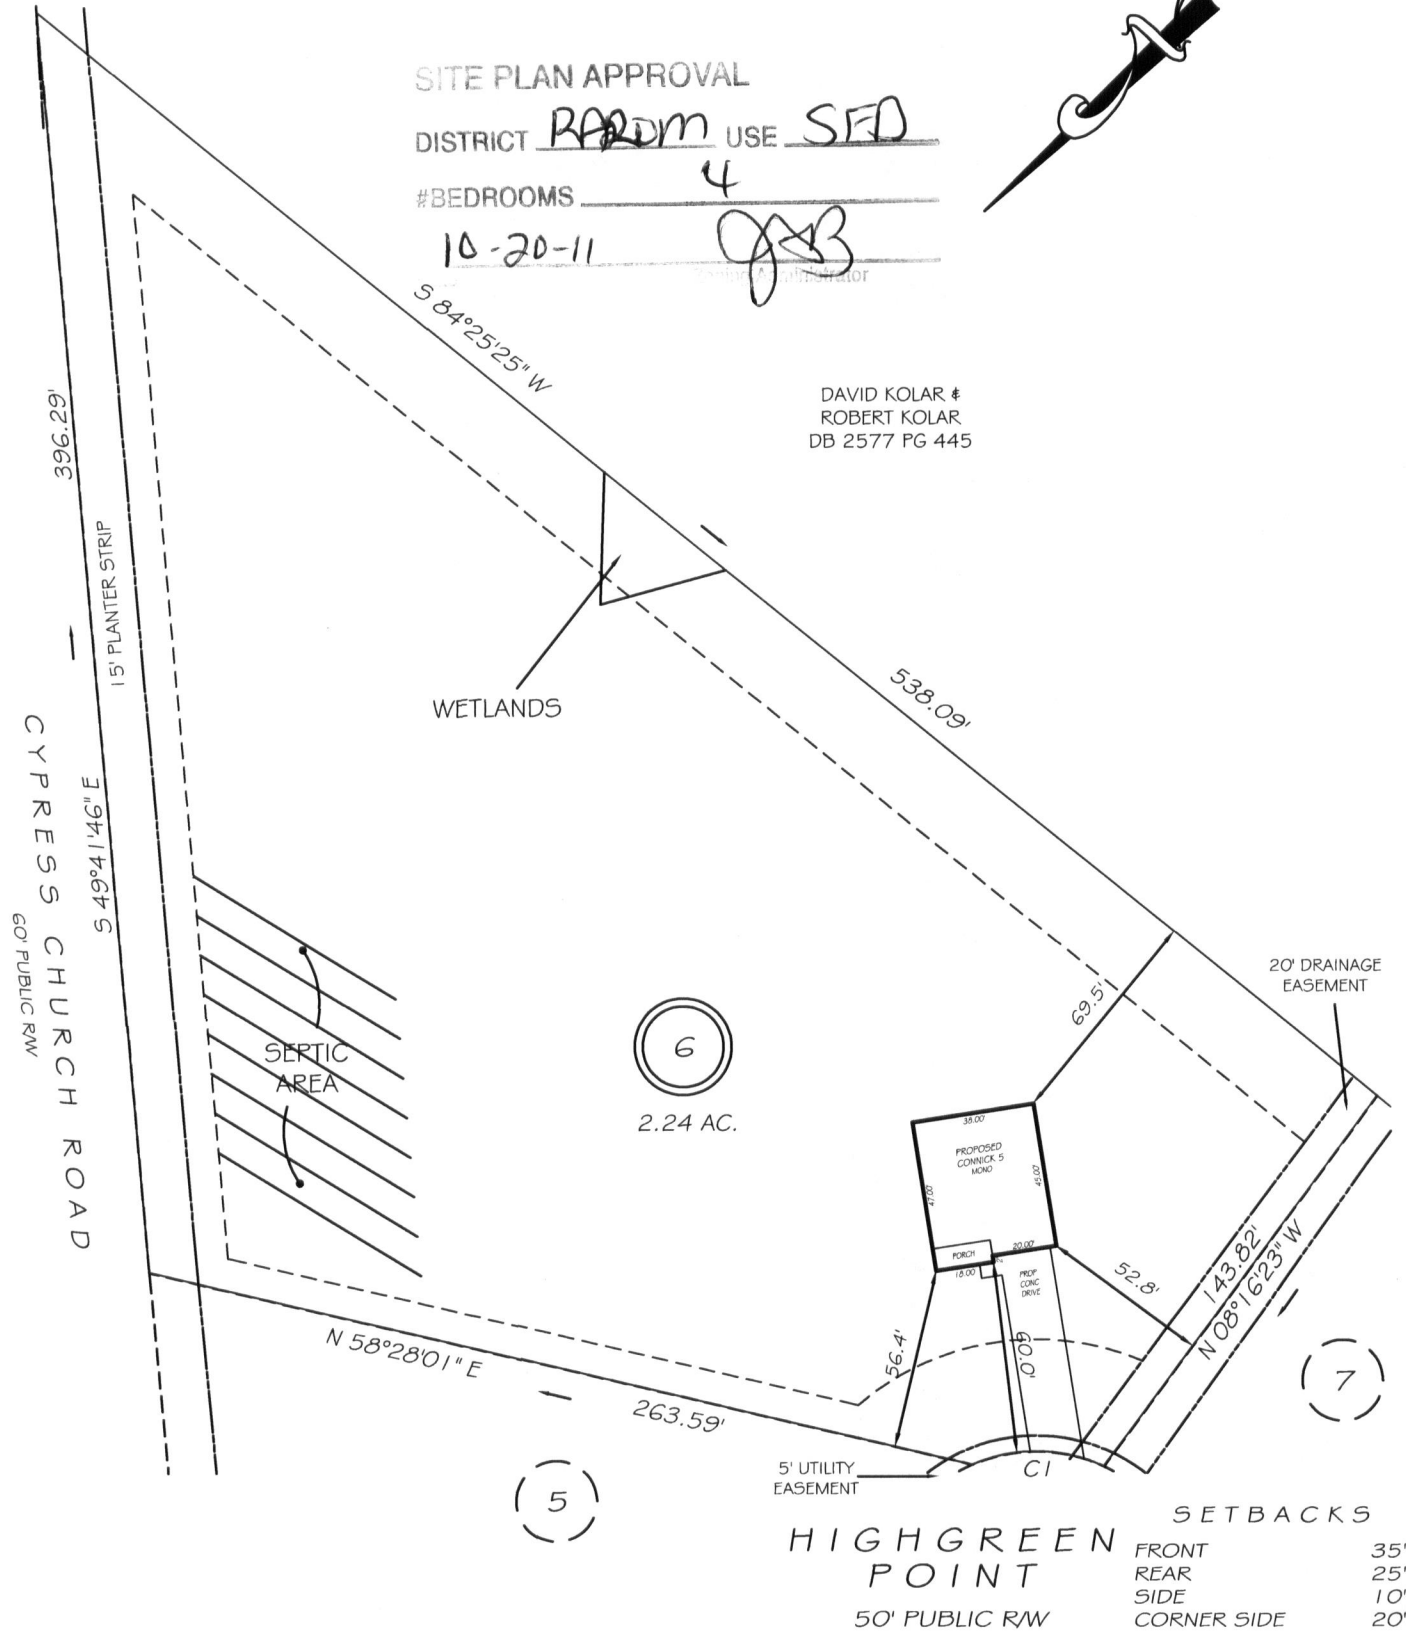 SITE PLAN APPROVAL
DISTRICT RARDM USE SFD
#BEDROOMS 4
10-20-11
Zoning Administrator
S 84°25'25" W
DAVID KOLAR &
ROBERT KOLAR
DB 2577 PG 445
396.29'
15' PLANTER STRIP
WETLANDS
538.09'
CYPRESS CHURCH ROAD
60' PUBLIC R/W
S 49°41'46" E
SEPTIC
AREA
6
2.24 AC.
69.5'
20' DRAINAGE
EASEMENT
38.00'
PROPOSED
CONNICK 5
MONO
47.00'
45.00'
PORCH
20.00'
18.00'
2'
PROP
CONC
DRIVE
52.8'
143.82'
N 08°16'23" W
56.4'
60.0'
N 58°28'01" E
263.59'
7
5
5' UTILITY
EASEMENT
C1
HIGHGREEN
POINT
50' PUBLIC R/W
SETBACKS
FRONT 35'
REAR 25'
SIDE 10'
CORNER SIDE 20'